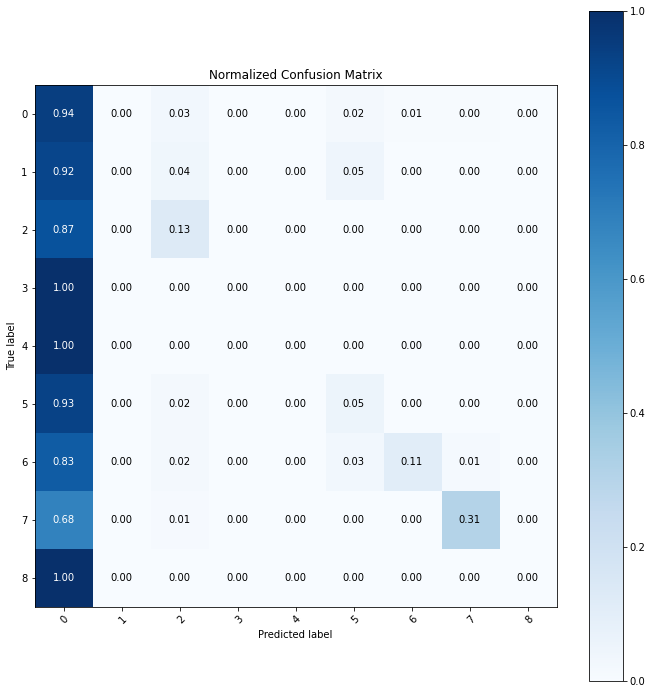 Normalized Confusion Matrix
1.0
0 0.94 0.00 0.03 0.00 0.00 0.02 0.01 0.00 0.00
1 0.92 0.00 0.04 0.00 0.00 0.05 0.00 0.00 0.00
0.8
2 0.87 0.00 0.13 0.00 0.00 0.00 0.00 0.00 0.00
3 1.00 0.00 0.00 0.00 0.00 0.00 0.00 0.00 0.00
0.6
True label
4 1.00 0.00 0.00 0.00 0.00 0.00 0.00 0.00 0.00
5 0.93 0.00 0.02 0.00 0.00 0.05 0.00 0.00 0.00
0.4
6 0.83 0.00 0.02 0.00 0.00 0.03 0.11 0.01 0.00
7 0.68 0.00 0.01 0.00 0.00 0.00 0.00 0.31 0.00
0.2
8 1.00 0.00 0.00 0.00 0.00 0.00 0.00 0.00 0.00
0 1 2 3 4 5 6 7 8
Predicted label
0.0